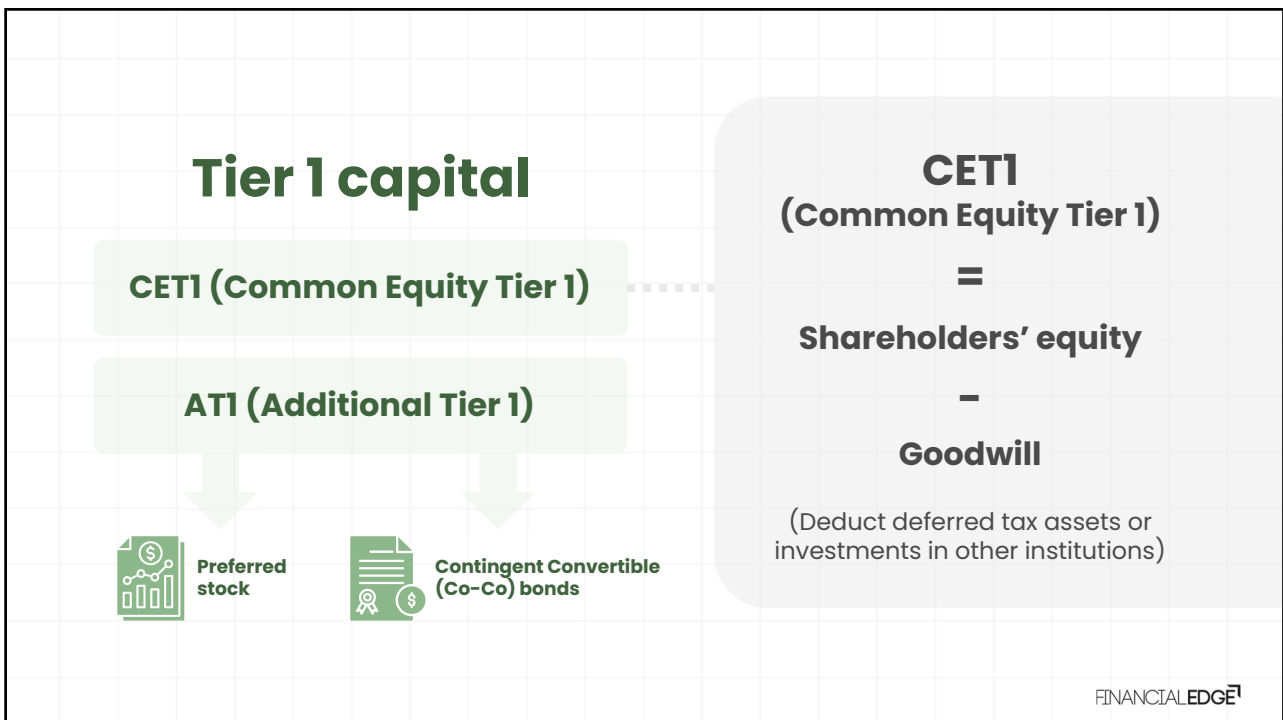 Tier 1 capital
CET1 (Common Equity Tier 1)
AT1 (Additional Tier 1)
$
Preferred
stock
$
Contingent Convertible
(Co-Co) bonds
CET1
(Common Equity Tier 1)
=
Shareholders’ equity
-
Goodwill
(Deduct deferred tax assets or
investments in other institutions)
FINANCIALEDGE